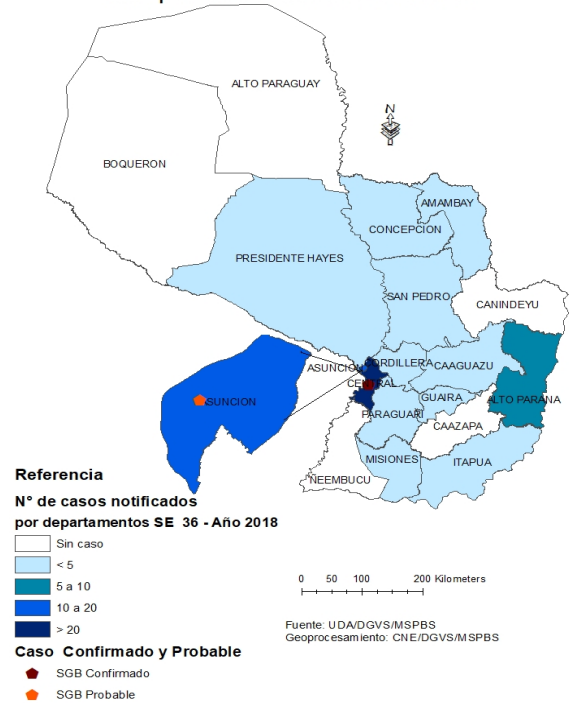 ALTO PARAGUAY
N
BOQUERON
AMAMBAY
CONCEPCION
PRESIDENTE HAYES
SAN PEDRO
CANINDEYU
ASUNCION
CORDILLERA
CAAGUAZU
CENTRAL
SUNCION
GUAIRA
ALTO PARANA
PARAGUARI
CAAZAPA
MISIONES
ITAPUA
NEEMBUCU
Referencia
N° de casos notificados
por departamentos SE 36 - Año 2018
Sin caso
< 5
5 a 10
10 a 20
> 20
0 50 100 200 Kilometers
Fuente: UDA/DGVS/MSPBS
Geoprocesamiento: CNE/DGVS/MSPBS
Caso Confirmado y Probable
SGB Confirmado
SGB Probable